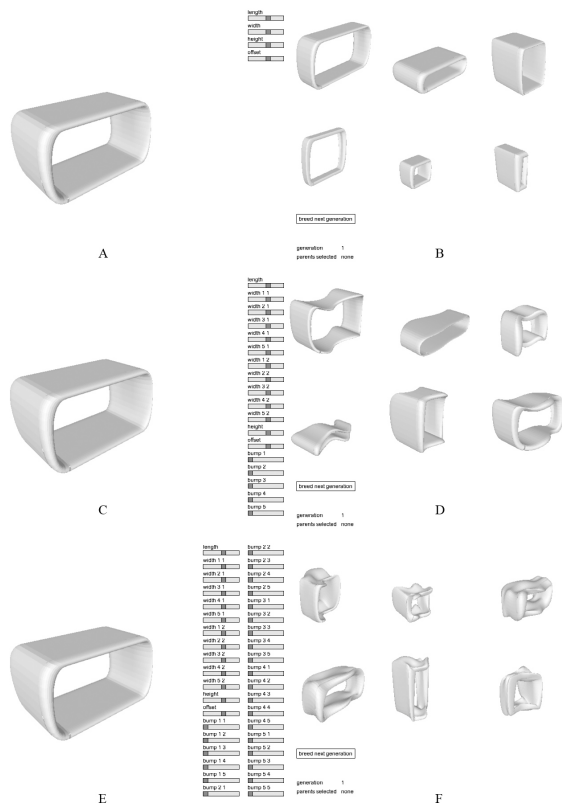 length
width
height
offset
breed next generation
generation 1
parents selected none
A
B
length
width 1 1
width 2 1
width 3 1
width 4 1
width 5 1
width 1 2
width 2 2
width 3 2
width 4 2
width 5 2
height
offset
bump 1
bump 2
bump 3
bump 4
bump 5
breed next generation
generation 1
parents selected none
C
D
length
width 1 1
width 2 1
width 3 1
width 4 1
width 5 1
width 1 2
width 2 2
width 3 2
width 4 2
width 5 2
height
offset
bump 1 1
bump 1 2
bump 1 3
bump 1 4
bump 1 5
bump 2 1
bump 2 2
bump 2 3
bump 2 4
bump 2 5
bump 3 1
bump 3 2
bump 3 3
bump 3 4
bump 3 5
bump 4 1
bump 4 2
bump 4 3
bump 4 4
bump 4 5
bump 5 1
bump 5 2
bump 5 3
bump 5 4
bump 5 5
breed next generation
generation 1
parents selected none
E
F